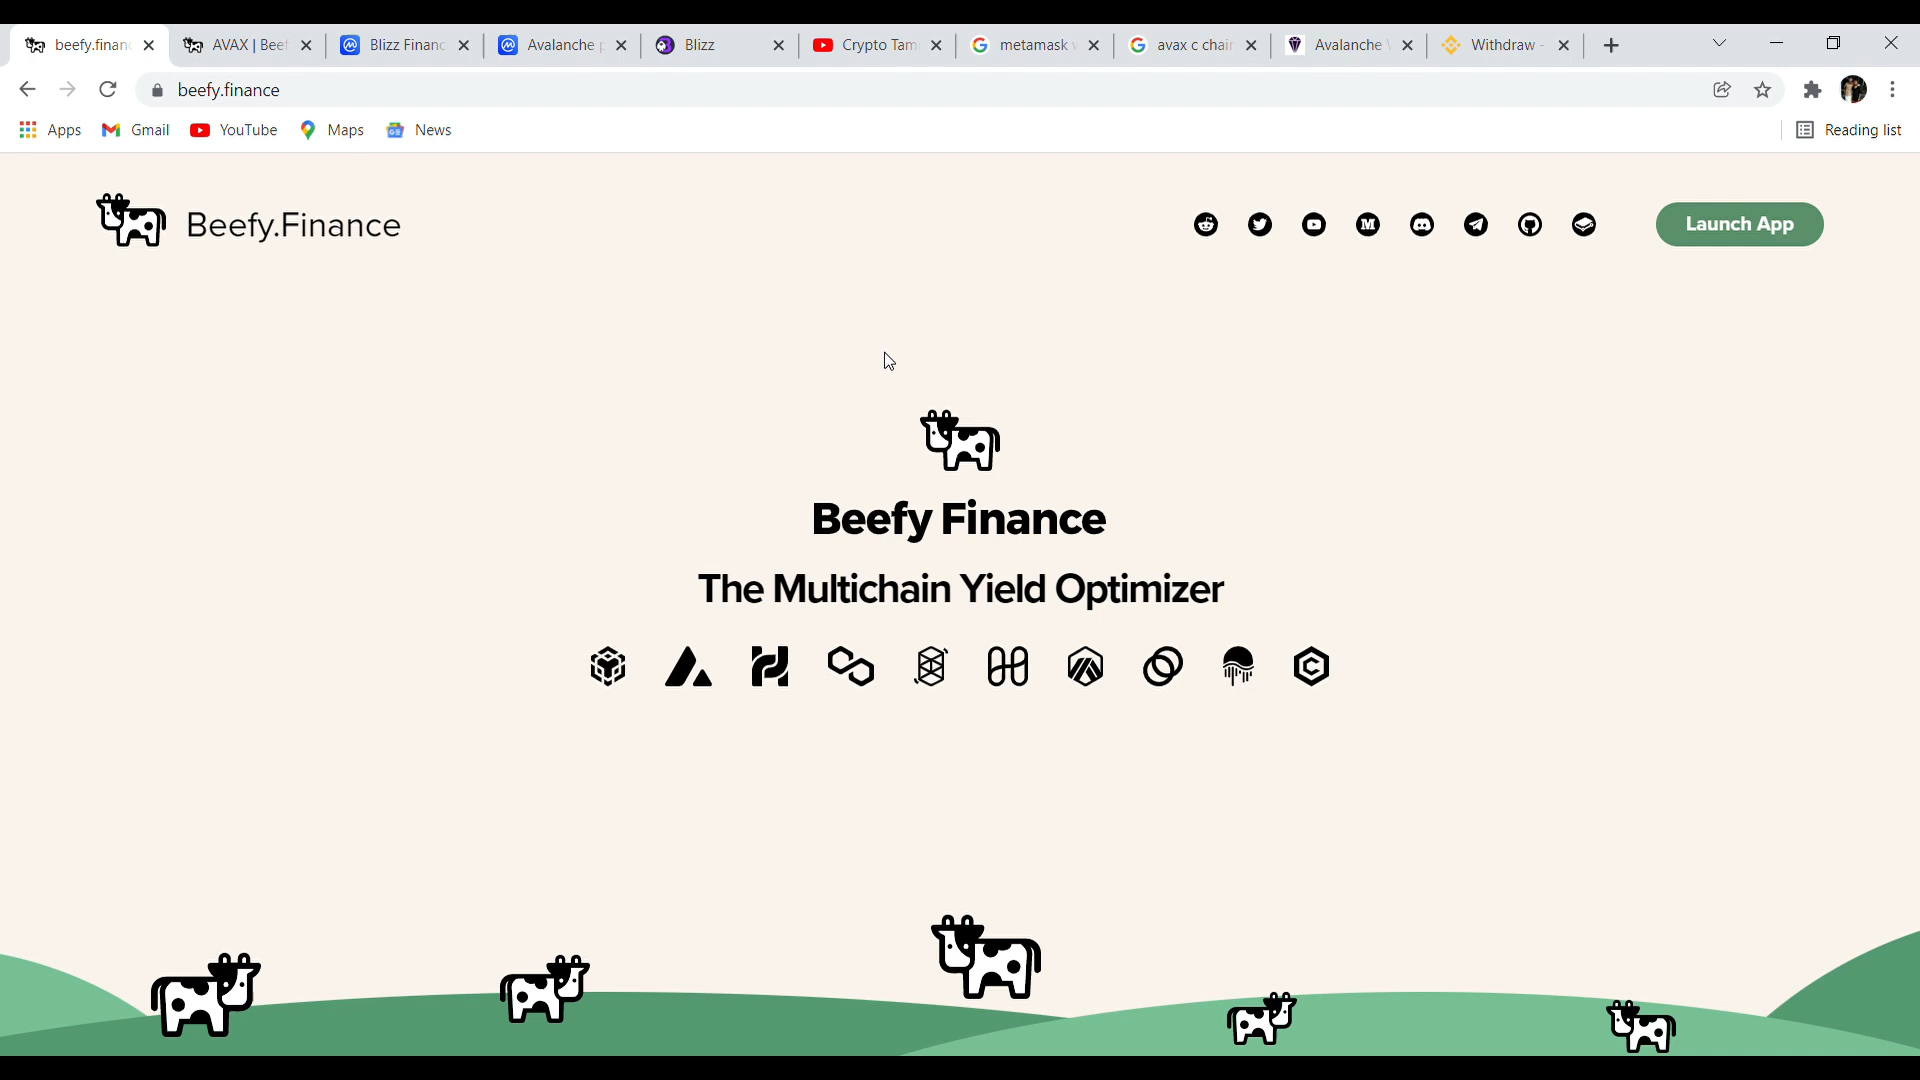 beefy.finan
AVAX | Beef
Blizz Financ
Avalanche p
Blizz
Crypto Tam
metamask
avax c chain
Avalanche
Withdraw -
beefy.finance
Apps
Gmail
YouTube
Maps
News
Reading list
Beefy.Finance
Launch App
Beefy Finance
The Multichain Yield Optimizer